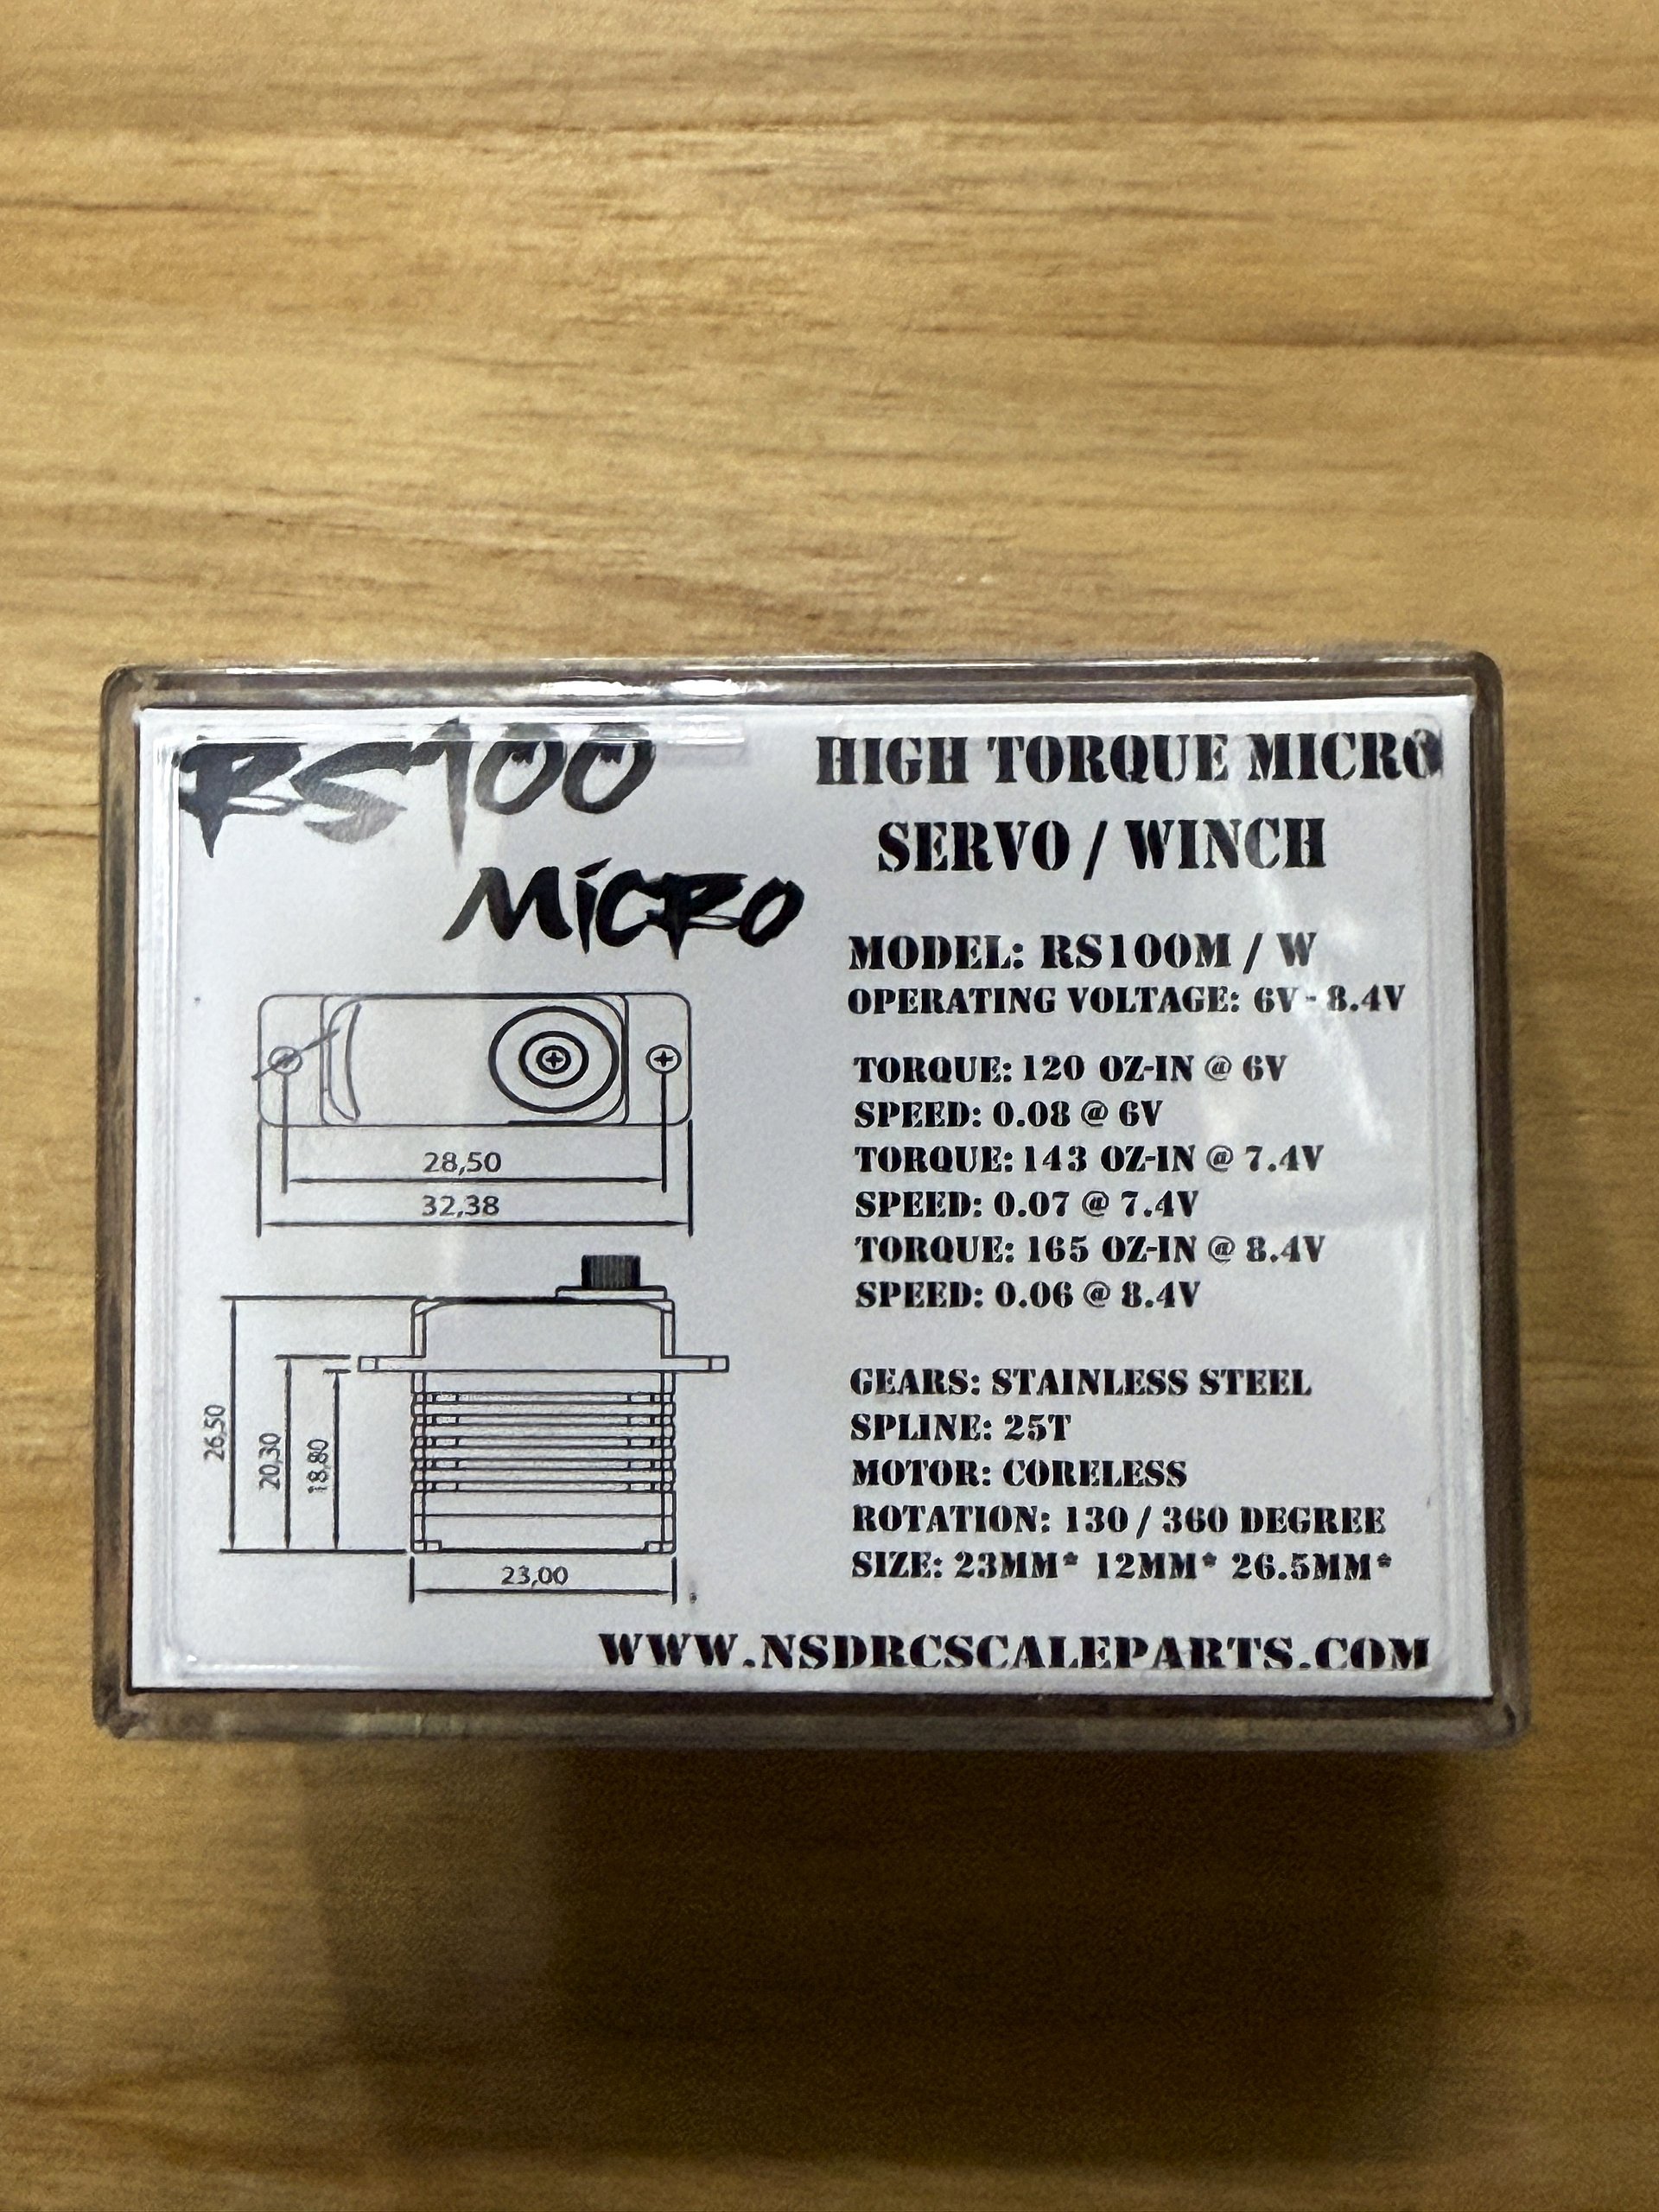 RS100
MICRO
HIGH TORQUE MICRO
SERVO / WINCH
MODEL: RS100M / W
OPERATING VOLTAGE: 6V - 8.4V
TORQUE: 120 OZ-IN @ 6V
SPEED: 0.08 @ 6V
TORQUE: 143 OZ-IN @ 7.4V
SPEED: 0.07 @ 7.4V
TORQUE: 165 OZ-IN @ 8.4V
SPEED: 0.06 @ 8.4V
GEARS: STAINLESS STEEL
SPLINE: 25T
MOTOR: CORELESS
ROTATION: 130 / 360 DEGREE
SIZE: 23MM* 12MM* 26.5MM*
28,50
32,38
26,50
20,30
18,80
23,00
WWW.NSDRCSCALEPARTS.COM